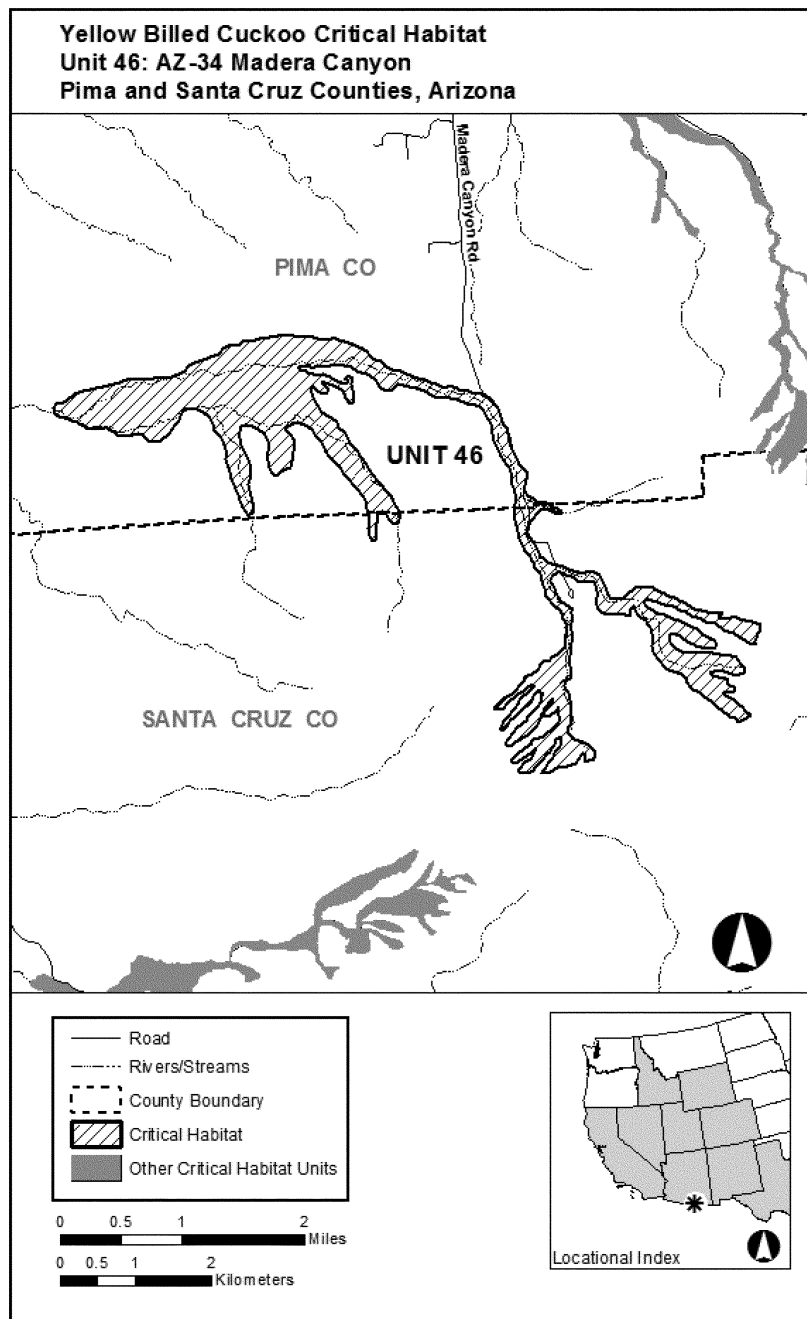 Yellow Billed Cuckoo Critical Habitat
Unit 46: AZ-34 Madera Canyon
Pima and Santa Cruz Counties, Arizona
Madera Canyon Rd.
PIMA CO
UNIT 46
SANTA CRUZ CO
Road
Rivers/Streams
County Boundary
Critical Habitat
Other Critical Habitat Units
0 0.5 1 2
Miles
0 0.5 1 2
Kilometers
Locational Index